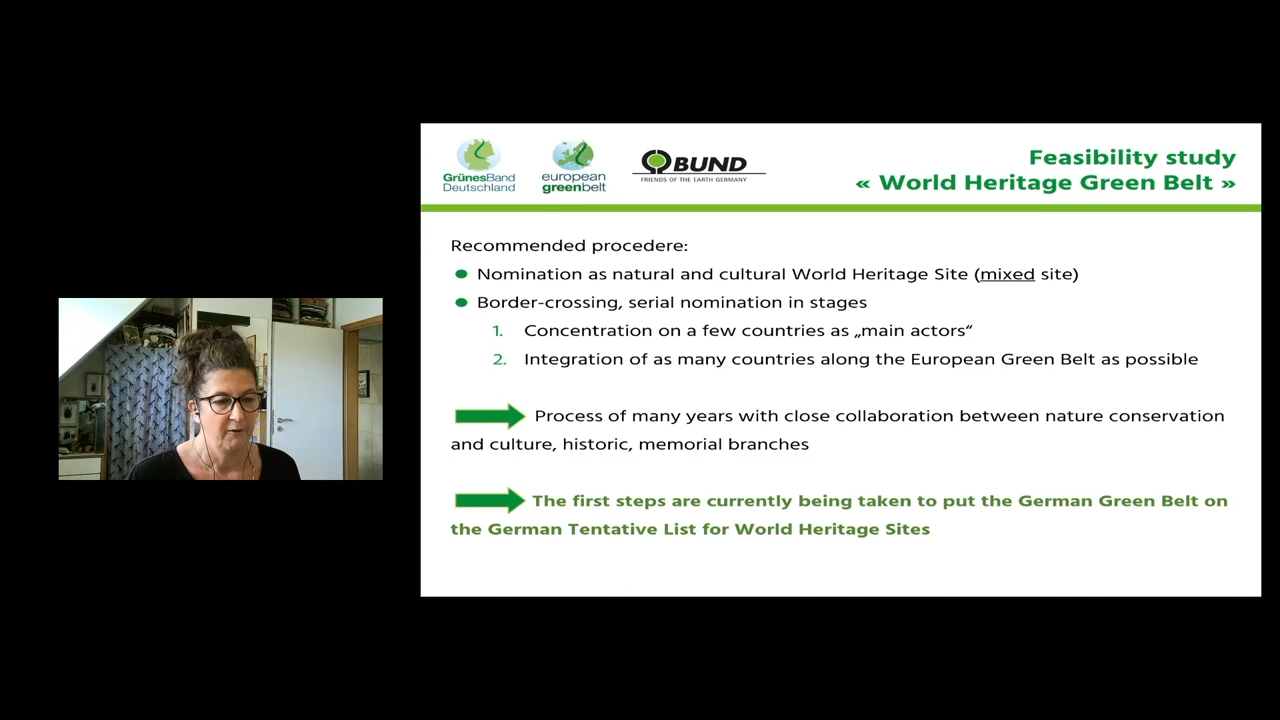 GrünesBand
Deutschland
european
greenbelt
BUND
FRIENDS OF THE EARTH GERMANY
Feasibility study
« World Heritage Green Belt »
Recommended procedere:
Nomination as natural and cultural World Heritage Site (mixed site)
Border-crossing, serial nomination in stages
1. Concentration on a few countries as „main actors“
2. Integration of as many countries along the European Green Belt as possible
Process of many years with close collaboration between nature conservation
and culture, historic, memorial branches
The first steps are currently being taken to put the German Green Belt on
the German Tentative List for World Heritage Sites